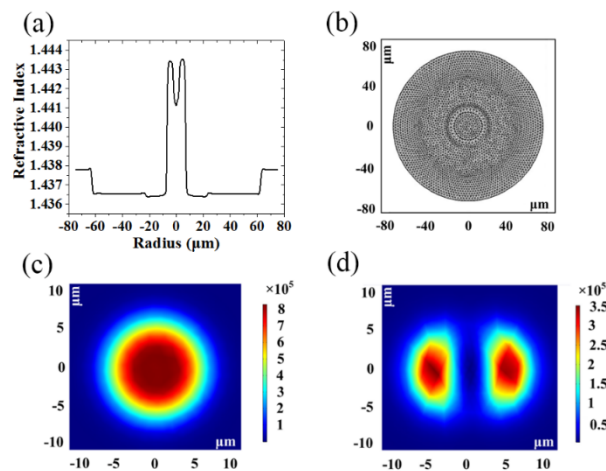 (a)
1.444
1.443
1.442
1.441
1.440
1.439
1.438
1.437
1.436
Refractive Index
-80 -60 -40 -20 0 20 40 60 80
Radius (μm)
(b)
80
40
0
-40
-80
μm
μm
-80 -40 0 40 80
(c)
10
5
0
-5
-10
μm
μm
-10 -5 0 5 10
×10⁵
8
7
6
5
4
3
2
1
(d)
10
5
0
-5
-10
μm
μm
-10 -5 0 5 10
×10⁵
3.5
3
2.5
2
1.5
1
0.5